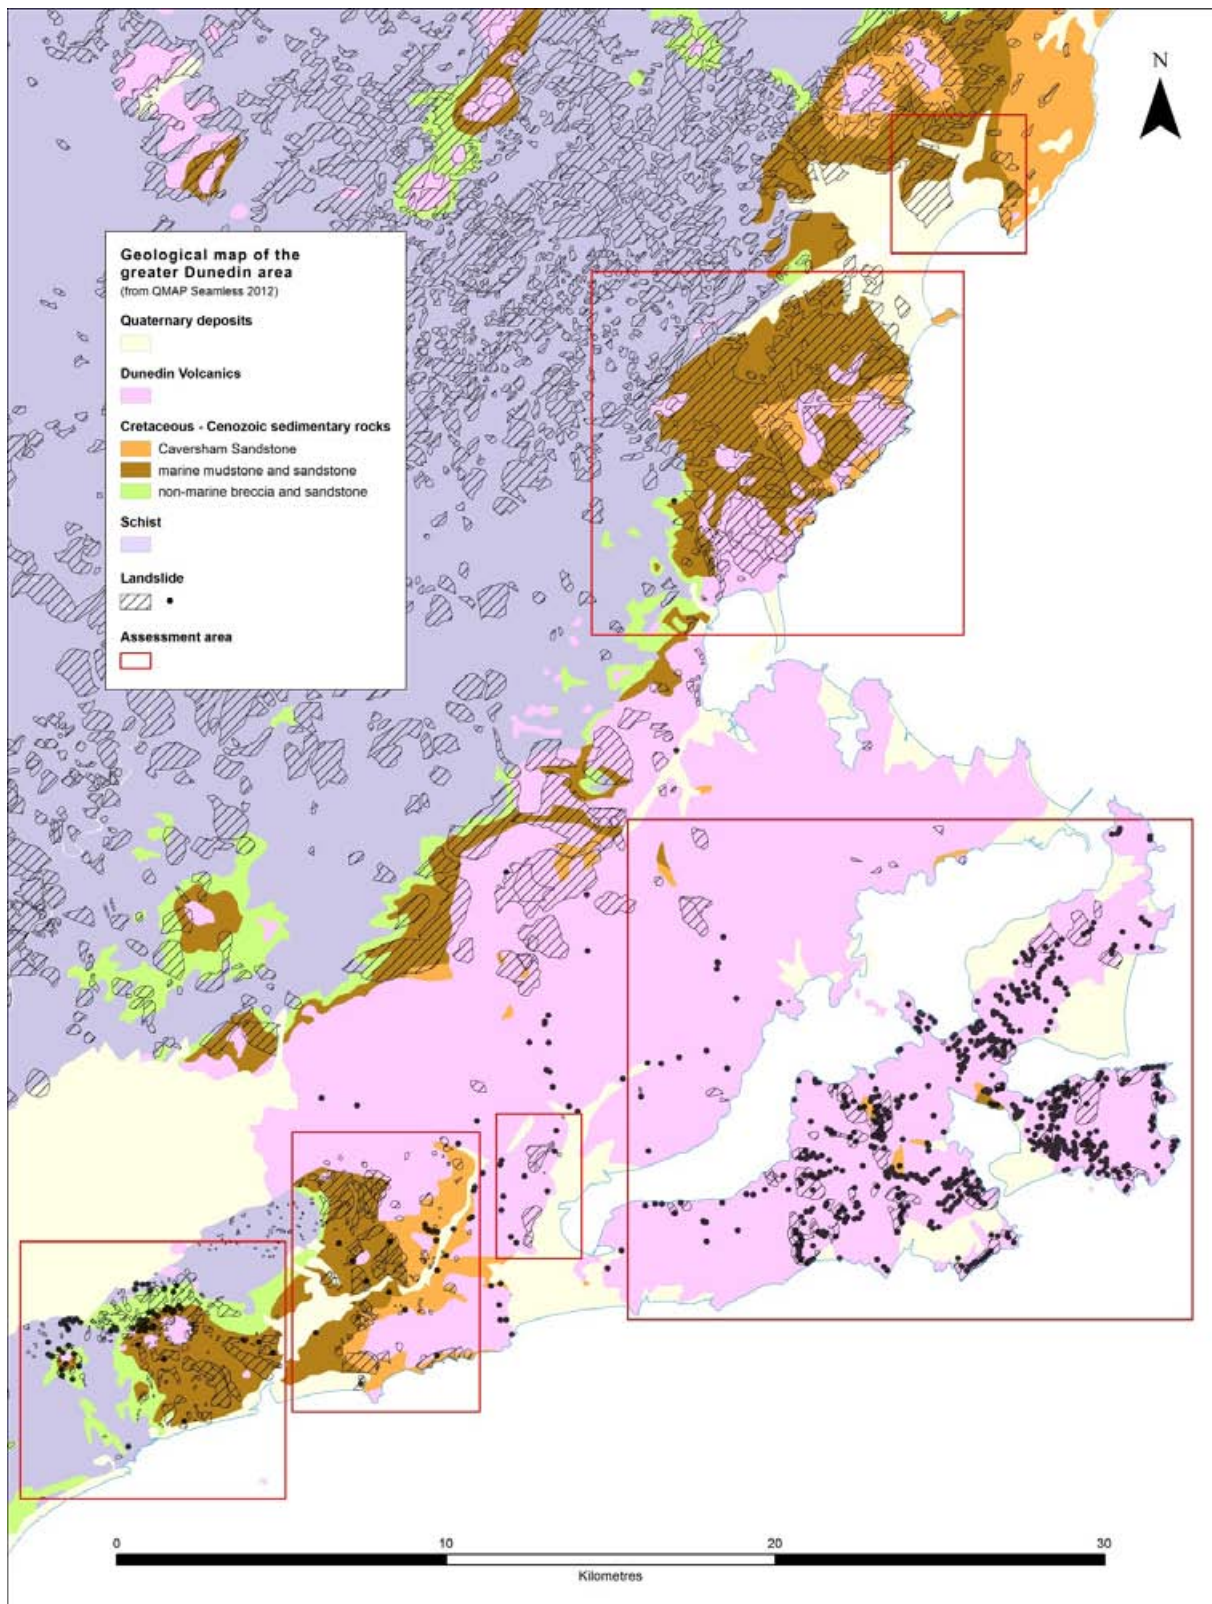 N
Geological map of the
greater Dunedin area
(from QMAP Seamless 2012)
Quaternary deposits
Dunedin Volcanics
Cretaceous - Cenozoic sedimentary rocks
Caversham Sandstone
marine mudstone and sandstone
non-marine breccia and sandstone
Schist
Landslide
Assessment area
0 10 20 30
Kilometres